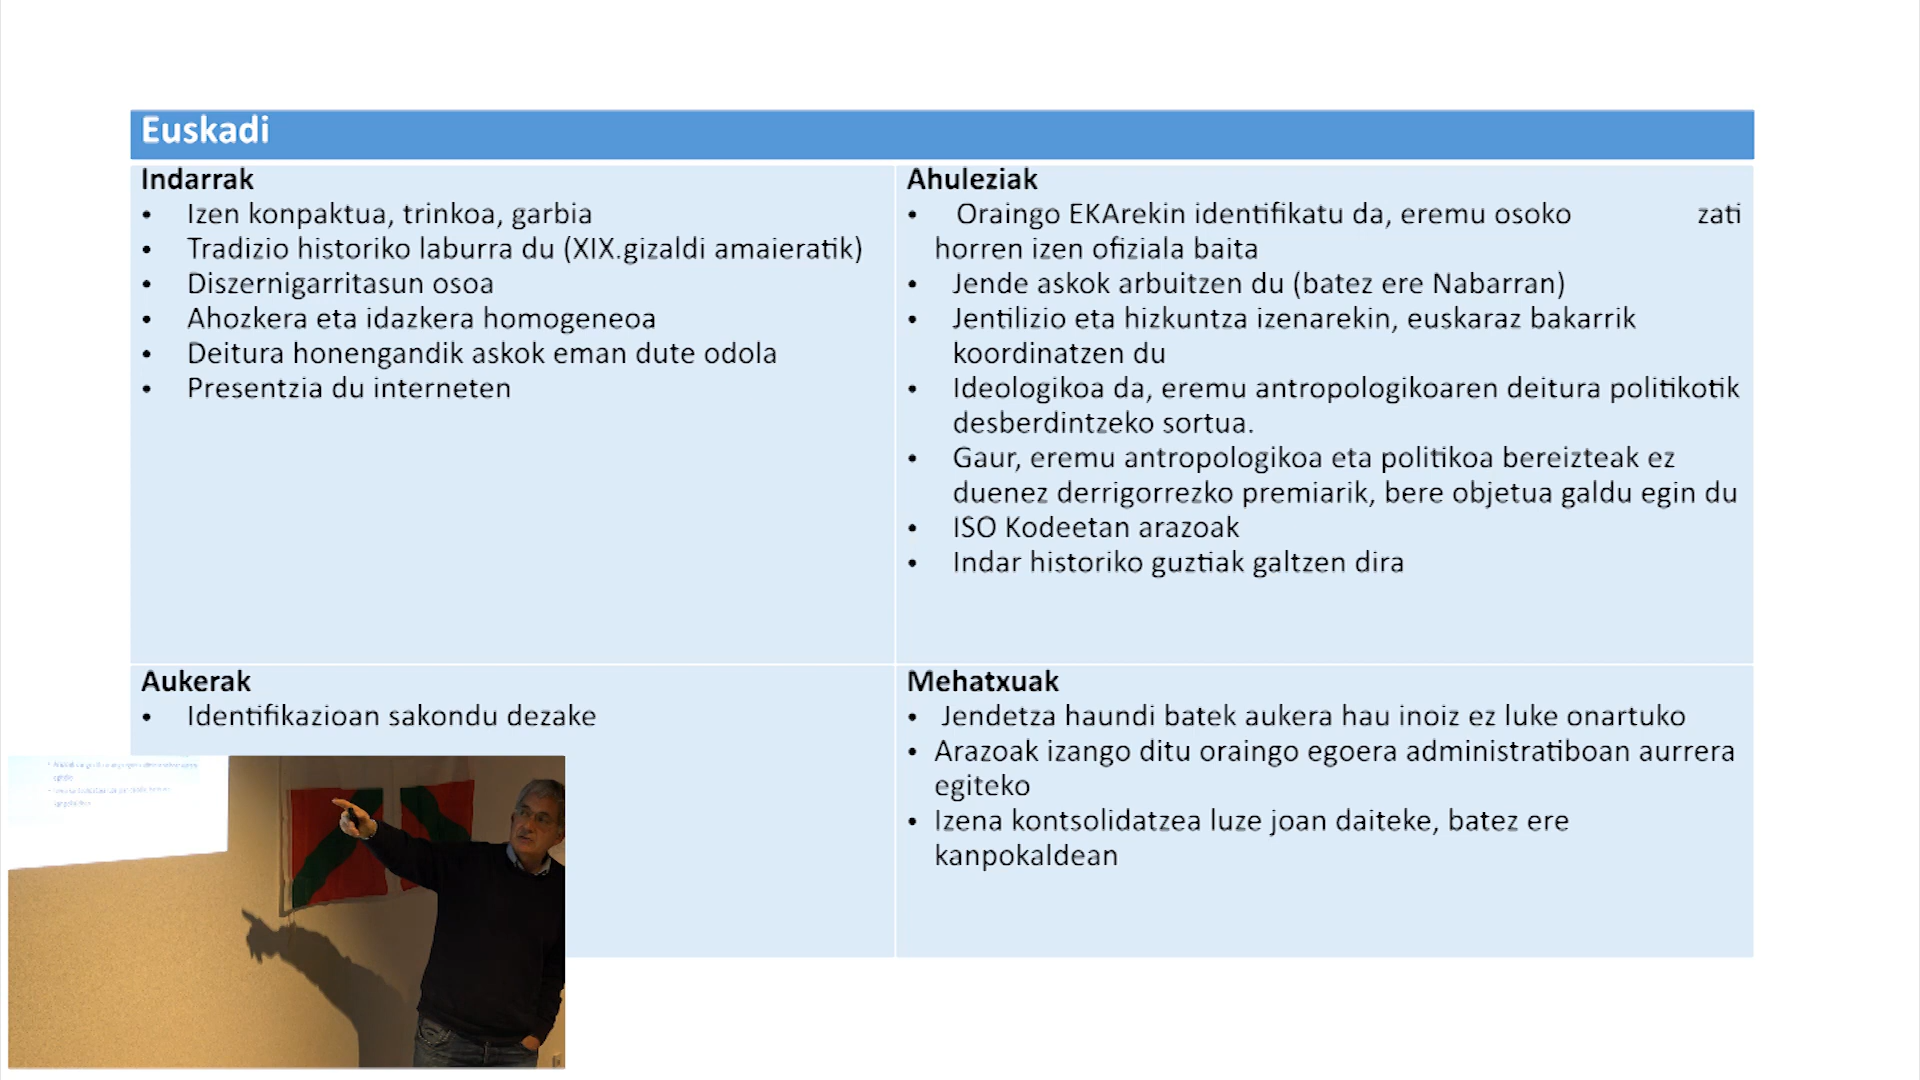 Euskadi
Indarrak
• Izen konpaktua, trinkoa, garbia
• Tradizio historiko laburra du (XIX.gizaldi amaieratik)
• Diszernigarritasun osoa
• Ahozkera eta idazkera homogeneoa
• Deitura honengandik askok eman dute odola
• Presentzia du interneten
Ahuleziak
• Oraingo EKArekin identifikatu da, eremu osoko zati
horren izen ofiziala baita
• Jende askok arbuitzen du (batez ere Nabarran)
• Jentilizio eta hizkuntza izenarekin, euskaraz bakarrik
koordinatzen du
• Ideologikoa da, eremu antropologikoaren deitura politikotik
desberdintzeko sortua.
• Gaur, eremu antropologikoa eta politikoa bereizteak ez
duenez derrigorrezko premiarik, bere objetua galdu egin du
• ISO Kodeetan arazoak
• Indar historiko guztiak galtzen dira
Aukerak
• Identifikazioan sakondu dezake
Mehatxuak
• Jendetza haundi batek aukera hau inoiz ez luke onartuko
• Arazoak izango ditu oraingo egoera administratiboan aurrera
egiteko
• Izena kontsolidatzea luze joan daiteke, batez ere
kanpokaldean